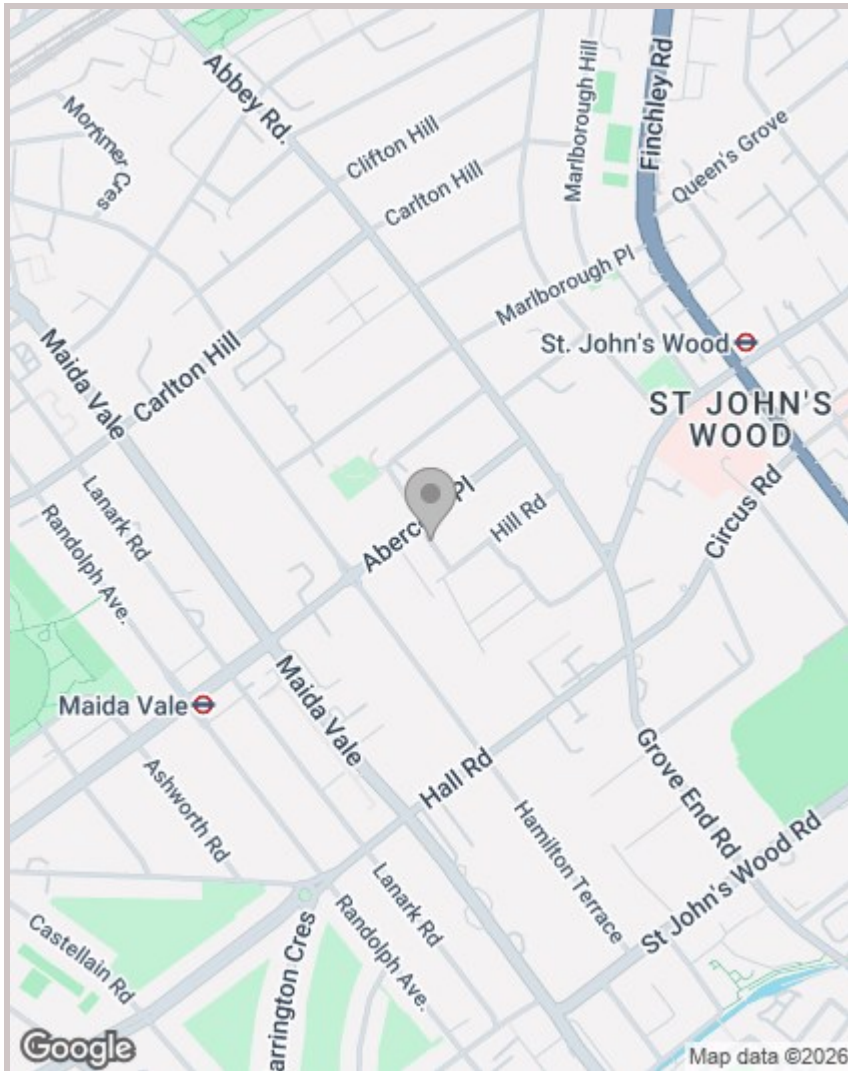 Abbey Rd.
Mortimer Cres
Clifton Hill
Carlton Hill
Marlborough Hill
Finchley Rd
Queen's Grove
Marlborough Pl
St. John's Wood
ST JOHN'S
WOOD
Maida Vale
Carlton Hill
Lanark Rd
Randolph Ave.
Pl
Hill Rd
Circus Rd
Maida Vale
Maida Vale
Hall Rd
Ashworth Rd
Grove End Rd
Hamilton Terrace
St John's Wood Rd
Lanark Rd
Randolph Ave.
Castellain Rd
arrington Cres
Google
Map data ©2026